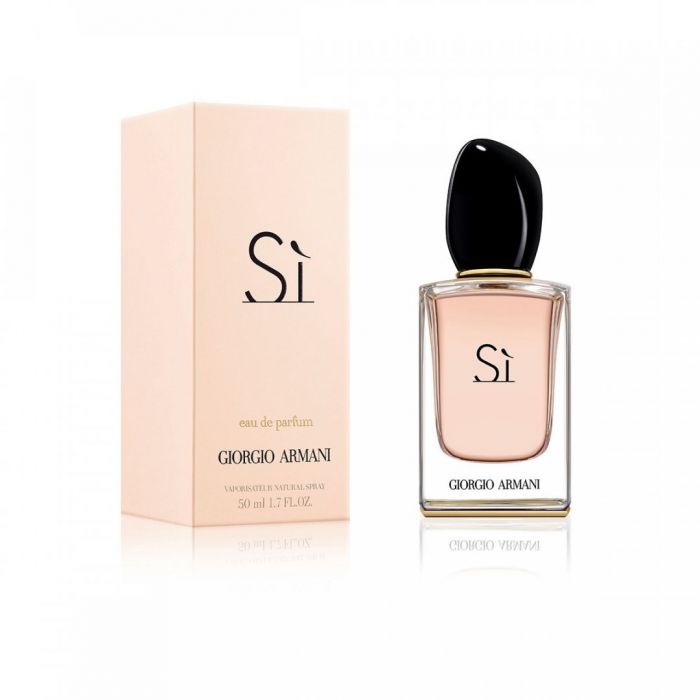 Sì
eau de parfum
GIORGIO ARMANI
VAPORISATEUR NATURAL SPRAY
50 ml 1.7 FL.OZ.
Sì
GIORGIO ARMANI